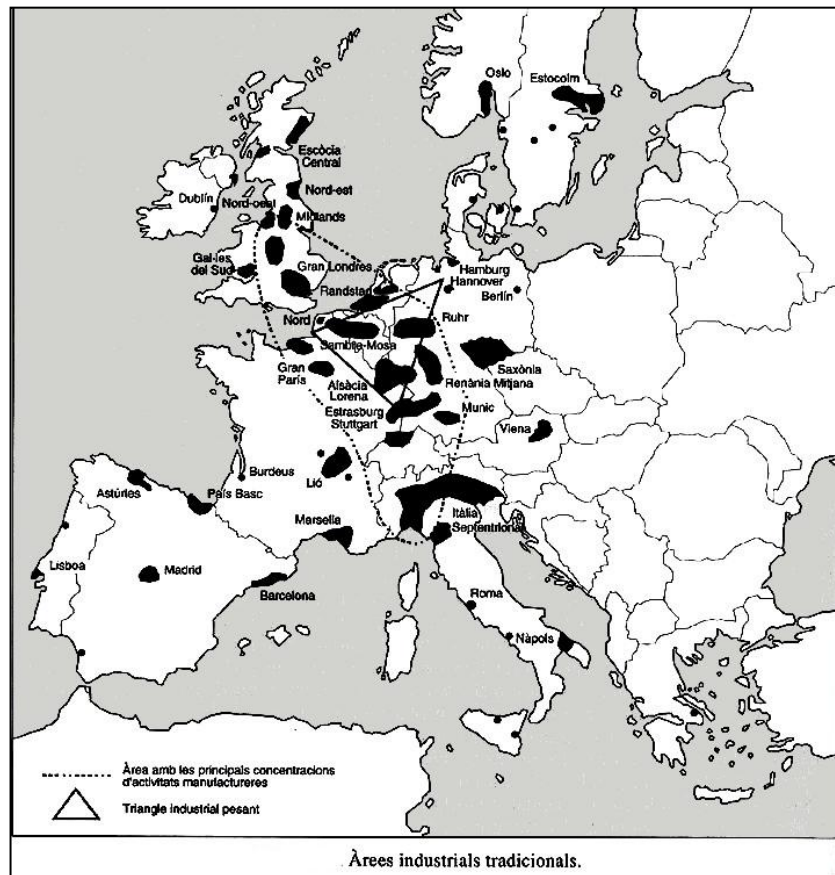 Oslo
Estocolm
Escòcia
Central
Dublín
Nord-est
Nord-oest
Midlands
Gal·les
del Sud
Gran Londres
Randstad
Hamburg
Hannover
Berlín
Nord
Ruhr
Sambre-Mosa
Gran
París
Saxònia
Alsàcia
Lorena
Renània Mitjana
Estrasburg
Stuttgart
Munic
Viena
Burdeus
Lió
Astúries
País Basc
Marsella
Itàlia
Septentrional
Lisboa
Madrid
Barcelona
Roma
Nàpols
Àrea amb les principals concentracions
d'activitats manufactureres
Triangle industrial pesant
Àrees industrials tradicionals.